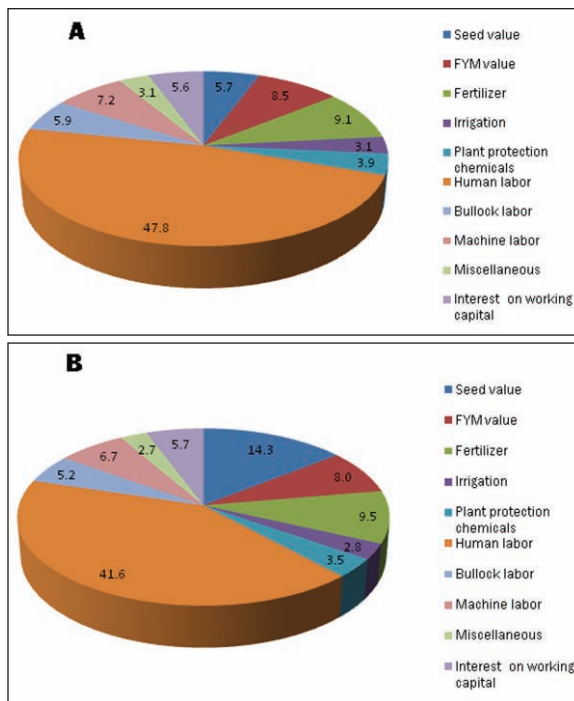 A
5.7
8.5
9.1
3.1
3.9
47.8
5.9
7.2
3.1
5.6
Seed value
FYM value
Fertilizer
Irrigation
Plant protection
chemicals
Human labor
Bullock labor
Machine labor
Miscellaneous
Interest on working
capital
B
14.3
8.0
9.5
2.8
3.5
41.6
5.2
6.7
2.7
5.7
Seed value
FYM value
Fertilizer
Irrigation
Plant protection
chemicals
Human labor
Bullock labor
Machine labor
Miscellaneous
Interest on working
capital